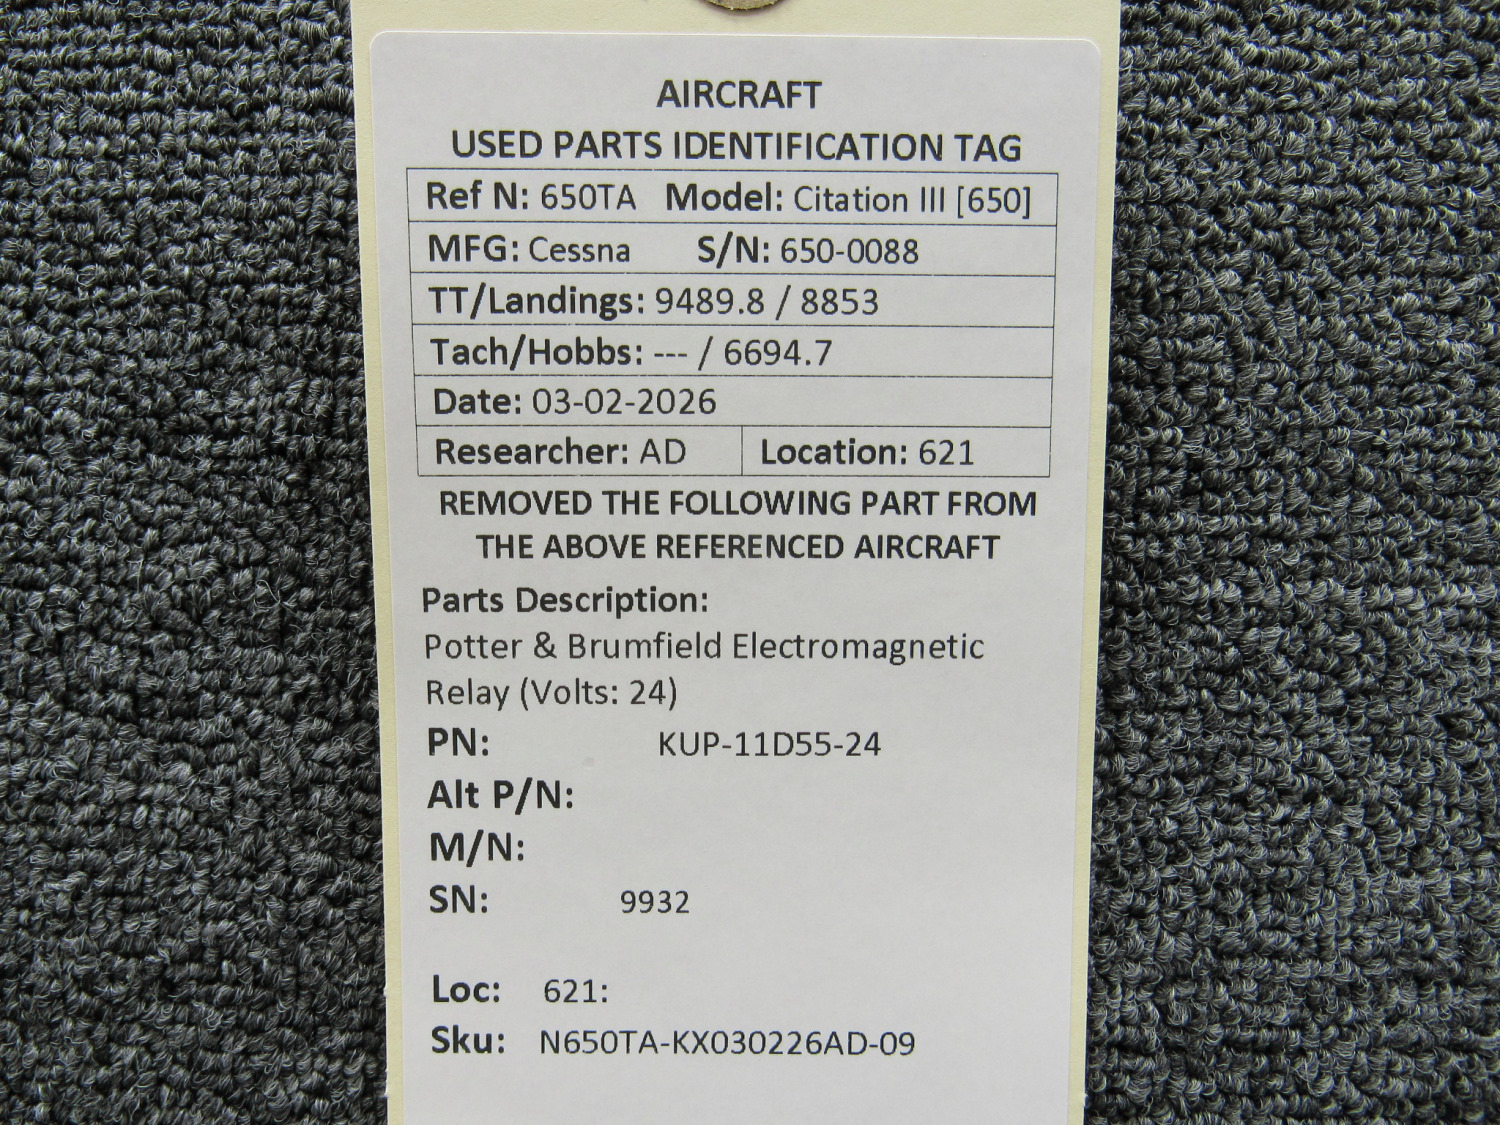 AIRCRAFT
USED PARTS IDENTIFICATION TAG
Ref N: 650TA Model: Citation III [650]
MFG: Cessna S/N: 650-0088
TT/Landings: 9489.8 / 8853
Tach/Hobbs: --- / 6694.7
Date: 03-02-2026
Researcher: AD Location: 621
REMOVED THE FOLLOWING PART FROM
THE ABOVE REFERENCED AIRCRAFT
Parts Description:
Potter & Brumfield Electromagnetic
Relay (Volts: 24)
PN: KUP-11D55-24
Alt P/N:
M/N:
SN: 9932
Loc: 621:
Sku: N650TA-KX030226AD-09